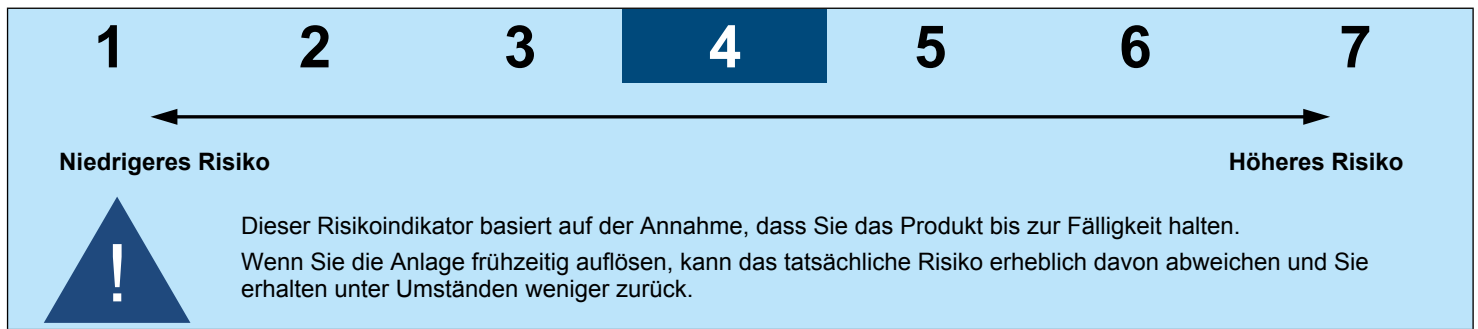 1 2 3 4 5 6 7
Niedrigeres Risiko Höheres Risiko
Dieser Risikoindikator basiert auf der Annahme, dass Sie das Produkt bis zur Fälligkeit halten.
!
Wenn Sie die Anlage frühzeitig auflösen, kann das tatsächliche Risiko erheblich davon abweichen und Sie
erhalten unter Umständen weniger zurück.